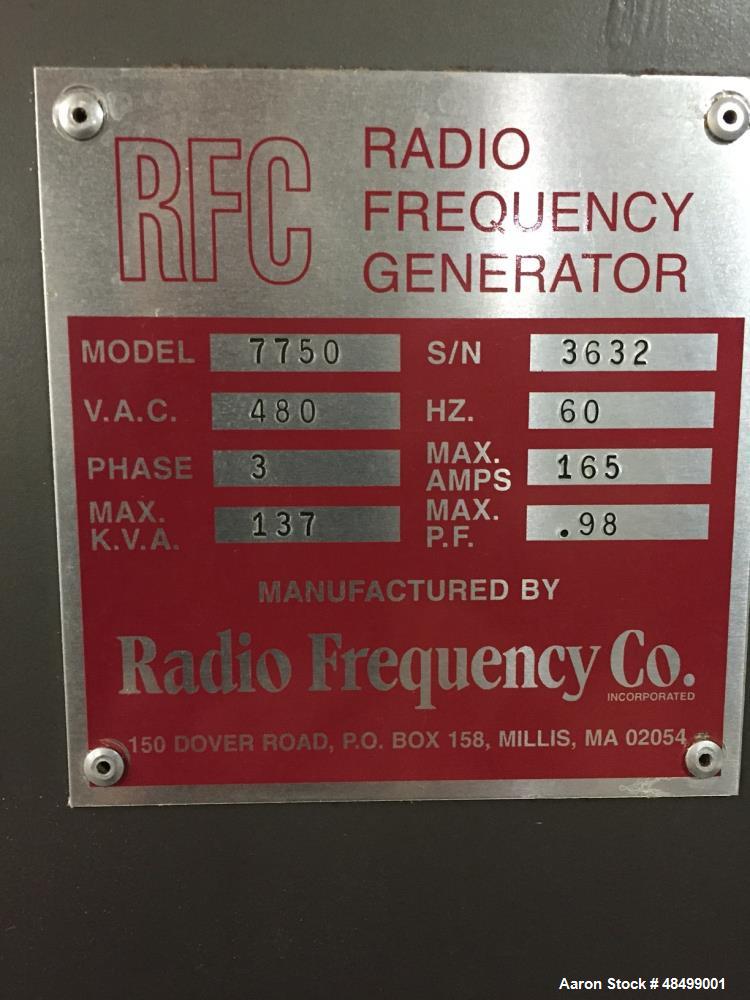 RFC RADIO
FREQUENCY
GENERATOR
MODEL 7750 S/N 3632
V.A.C. 480 HZ. 60
PHASE 3 MAX. AMPS 165
MAX. K.V.A. 137 MAX. P.F. .98
MANUFACTURED BY
Radio Frequency Co.
INCORPORATED
150 DOVER ROAD, P.O. BOX 158, MILLIS, MA 02054
Aaron Stock # 48499001